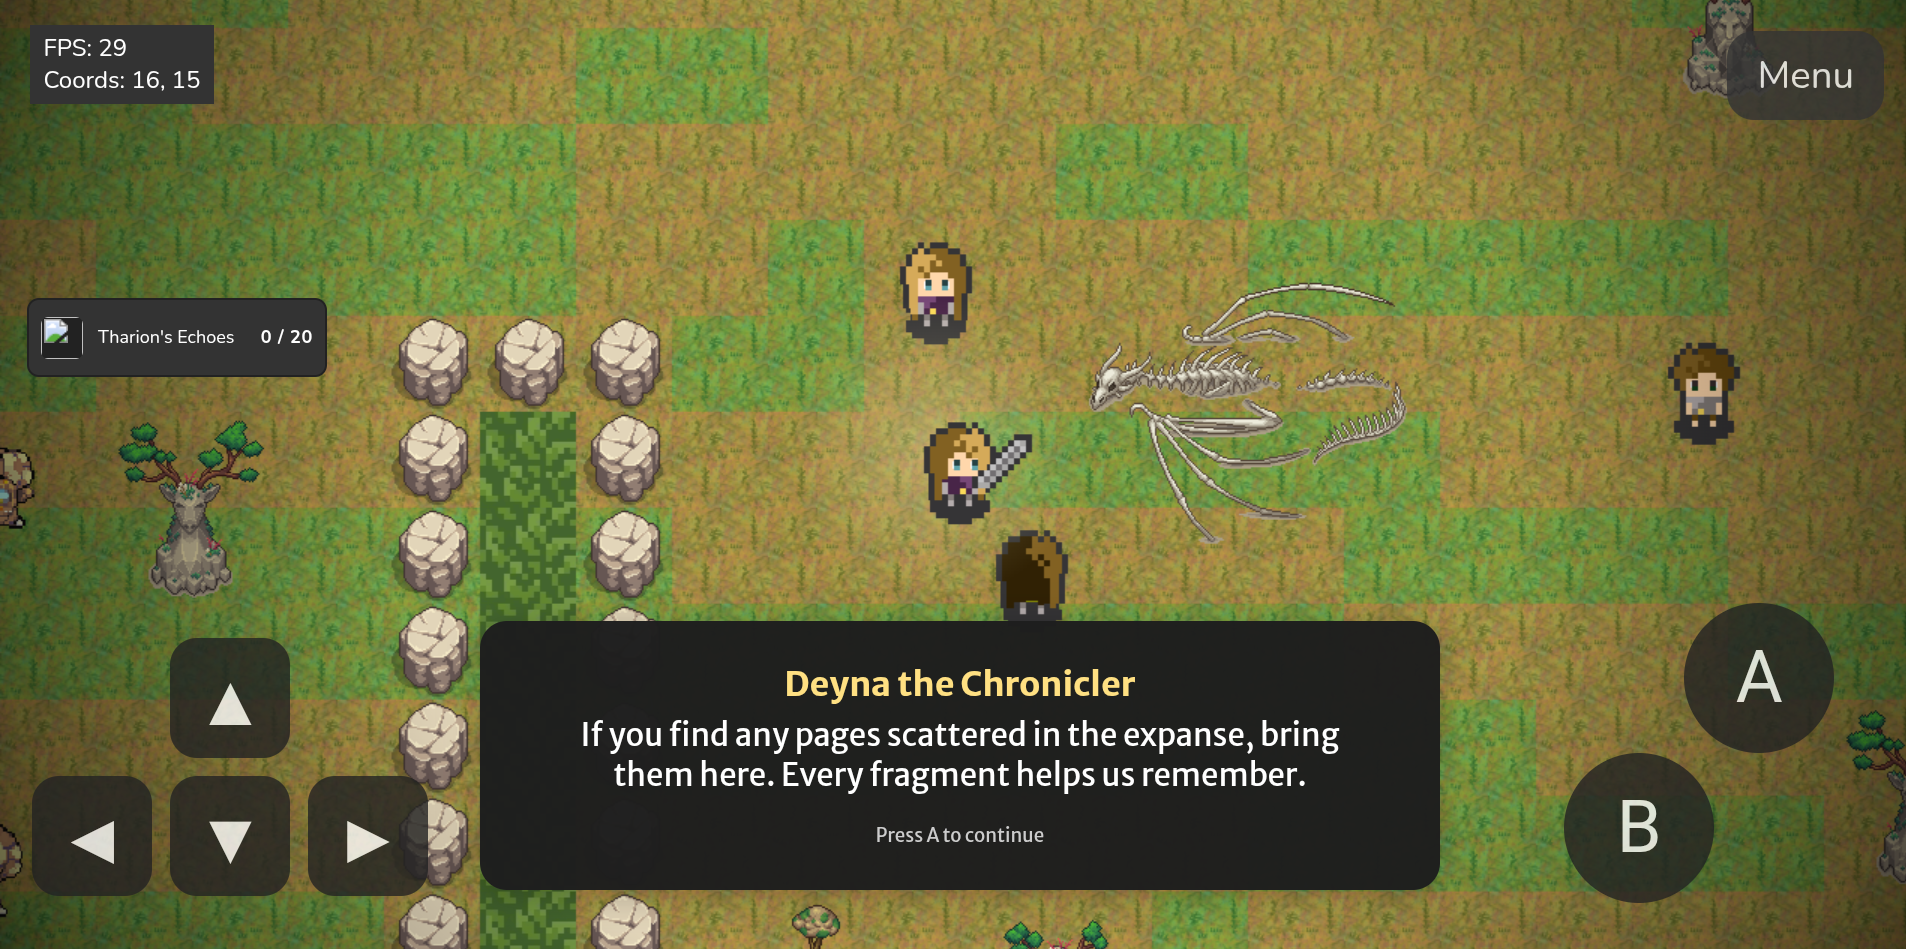 FPS: 29
Coords: 16, 15
Menu
Tharion's Echoes 0 / 20
Deyna the Chronicler
If you find any pages scattered in the expanse, bring
them here. Every fragment helps us remember.
Press A to continue
A
B